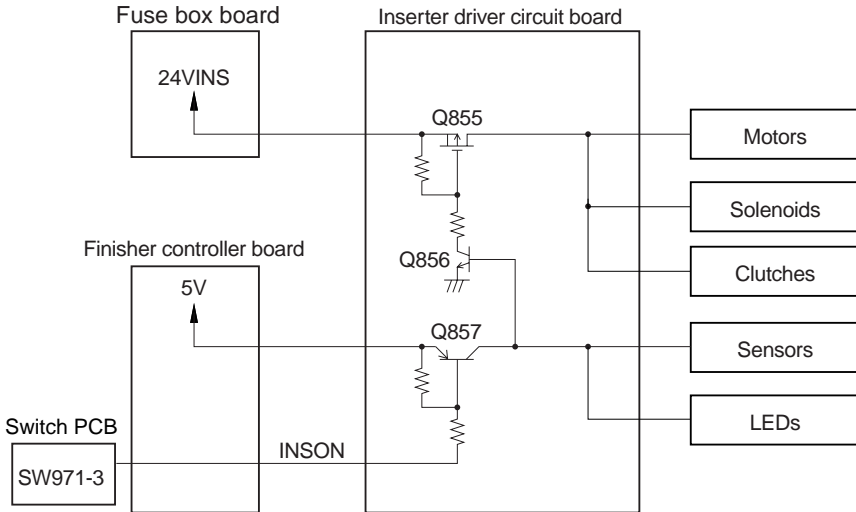 Fuse box board
Inserter driver circuit board
24VINS
Q855
Motors
Solenoids
Finisher controller board
Q856
Clutches
5V
Q857
Sensors
LEDs
Switch PCB
INSON
SW971-3